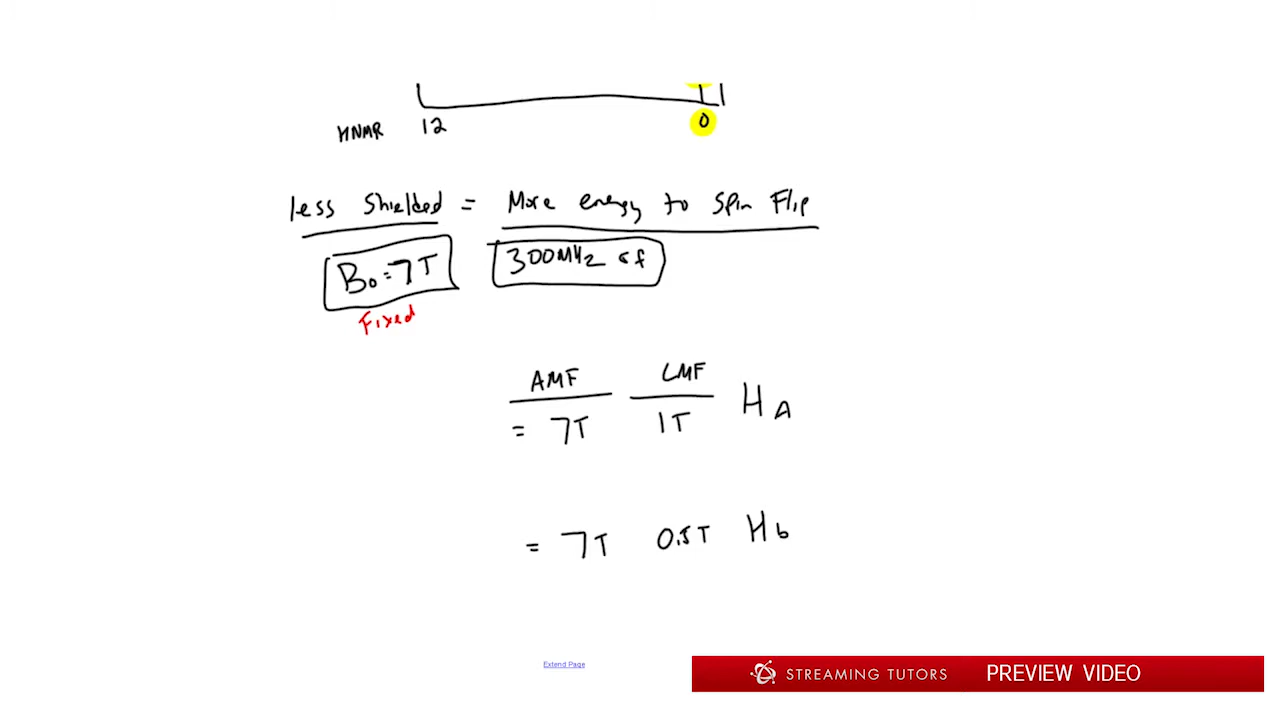 HNMR 12 0
less Shielded = More energy to Spin Flip
B0 = 7T 300MHz
Fixed
AMF LMF
= 7T 1T HA
= 7T 0.5T Hb
Extend Page
STREAMING TUTORS PREVIEW VIDEO